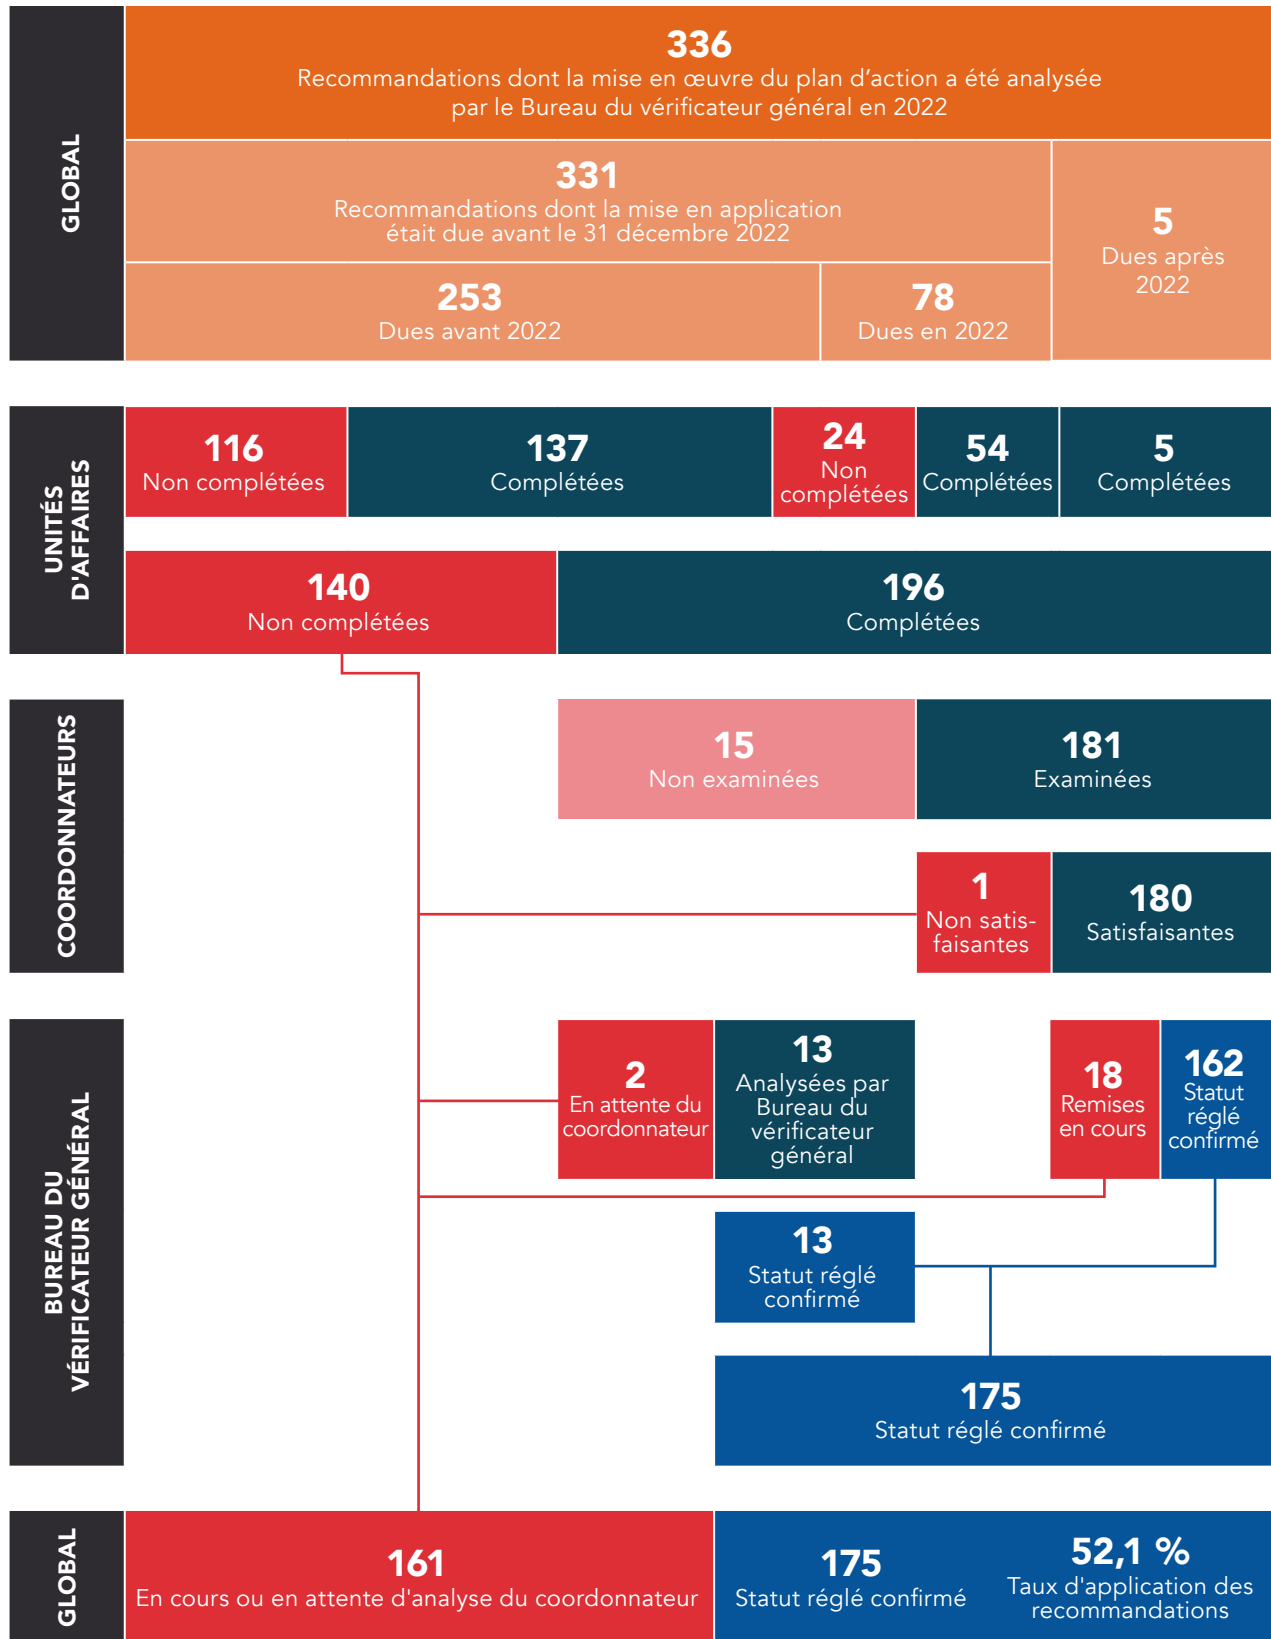 GLOBAL
336
Recommandations dont la mise en œuvre du plan d’action a été analysée
par le Bureau du vérificateur général en 2022
331
Recommandations dont la mise en application
était due avant le 31 décembre 2022
5
Dues après
2022
253
Dues avant 2022
78
Dues en 2022
UNITÉS
D'AFFAIRES
116
Non complétées
137
Complétées
24
Non
complétées
54
Complétées
5
Complétées
140
Non complétées
196
Complétées
COORDONNATEURS
15
Non examinées
181
Examinées
1
Non satis-
faisantes
180
Satisfaisantes
BUREAU DU
VÉRIFICATEUR GÉNÉRAL
2
En attente du
coordonnateur
13
Analysées par
Bureau du
vérificateur
général
18
Remises
en cours
162
Statut
réglé
confirmé
13
Statut réglé
confirmé
175
Statut réglé confirmé
GLOBAL
161
En cours ou en attente d'analyse du coordonnateur
175
Statut réglé confirmé
52,1 %
Taux d'application des
recommandations